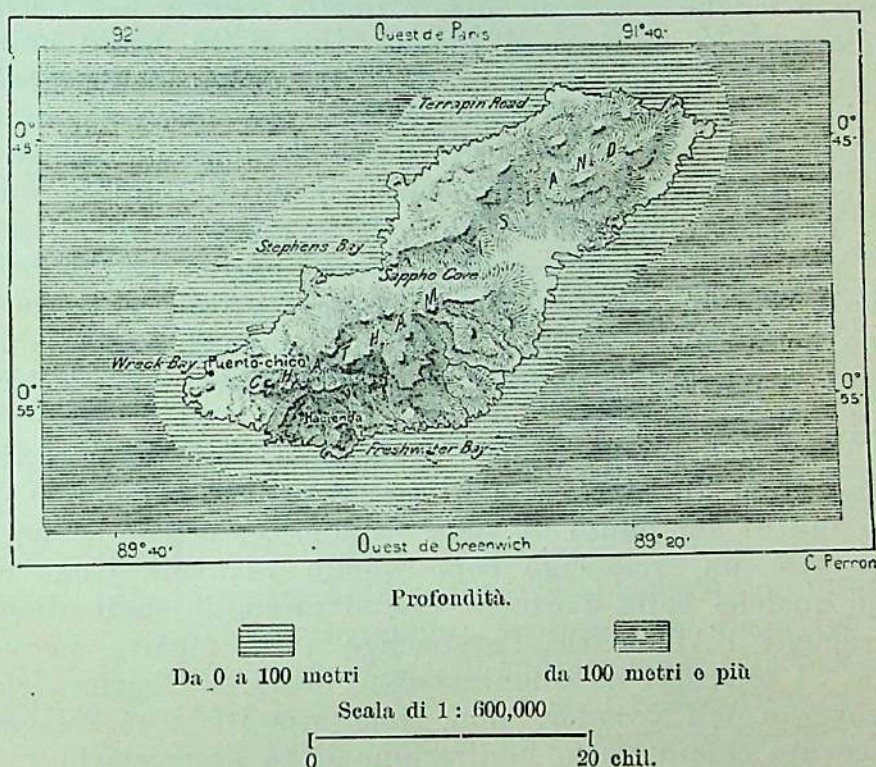 92° Ouest de Paris 91°40'
Terrapin Road
0° 0°
45' 45'
ISLAND
Stephens Bay
Sappho Cove
CHATHAM
Wreck Bay Puerto-chico
0° 0°
55' 55'
Hacienda
Freshwater Bay
89°40' Ouest de Greenwich 89°20'
C Perron
Profondità.
Da 0 a 100 metri da 100 metri e più
Scala di 1 : 600,000
0 20 chil.